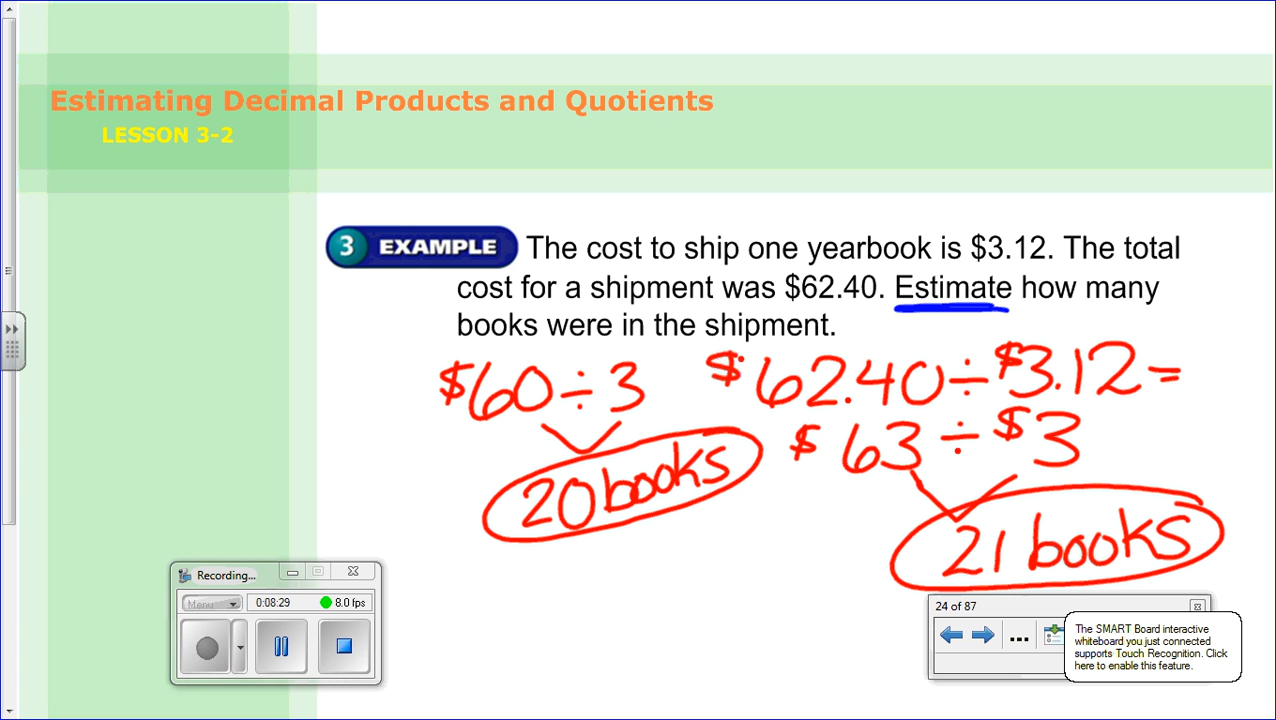 Estimating Decimal Products and Quotients
LESSON 3-2
3 EXAMPLE The cost to ship one yearbook is $3.12. The total
cost for a shipment was $62.40. Estimate how many
books were in the shipment.
$60 ÷ 3
$62.40 ÷ $3.12 =
$63 ÷ $3
20 books
21 books
Recording...
Menu
0:08:29
8.0 fps
24 of 87
...
The SMART Board interactive
whiteboard you just connected
supports Touch Recognition. Click
here to enable this feature.